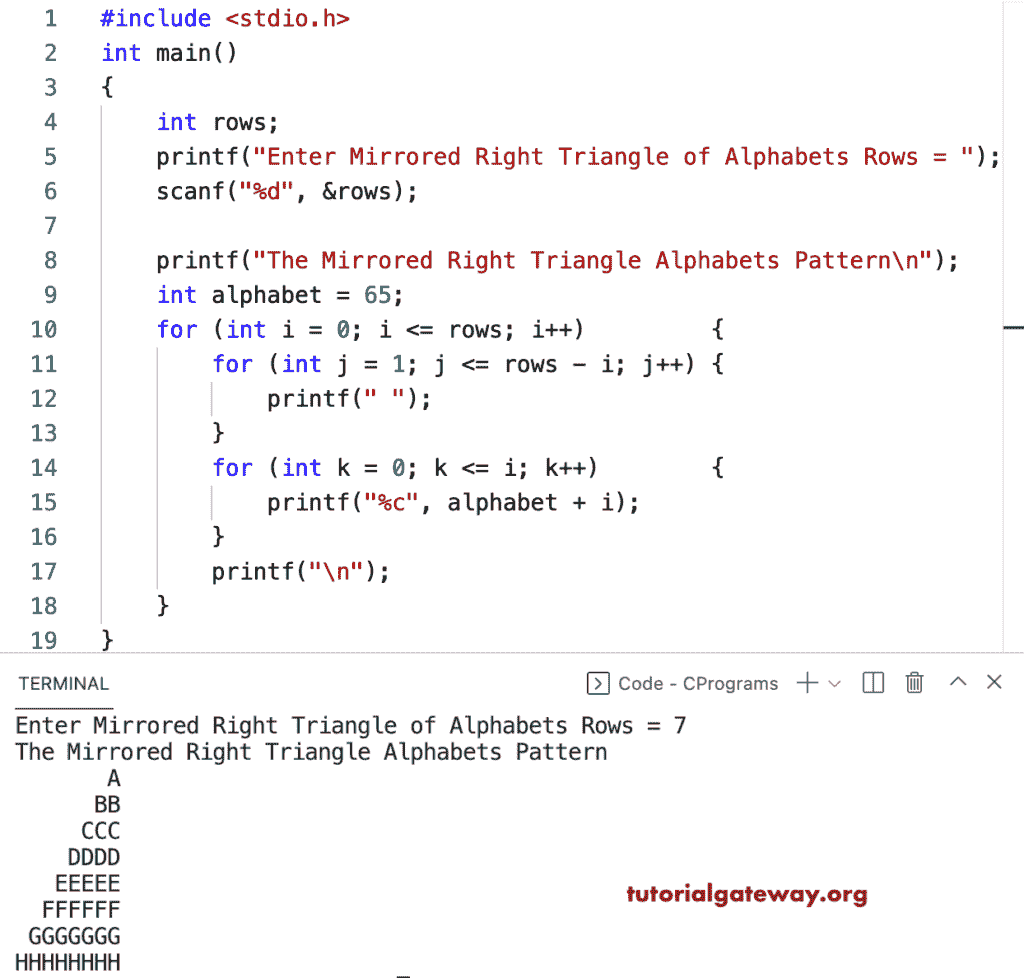 1 #include <stdio.h>
2 int main()
3 {
4     int rows;
5     printf("Enter Mirrored Right Triangle of Alphabets Rows = ");
6     scanf("%d", &rows);
7
8     printf("The Mirrored Right Triangle Alphabets Pattern\n");
9     int alphabet = 65;
10     for (int i = 0; i <= rows; i++)         {
11         for (int j = 1; j <= rows - i; j++) {
12             printf(" ");
13         }
14         for (int k = 0; k <= i; k++)        {
15             printf("%c", alphabet + i);
16         }
17         printf("\n");
18     }
19 }
TERMINAL Code - CPrograms
Enter Mirrored Right Triangle of Alphabets Rows = 7
The Mirrored Right Triangle Alphabets Pattern
       A
      BB
     CCC
    DDDD
   EEEEE
  FFFFFF
 GGGGGGG
HHHHHHHH
tutorialgateway.org